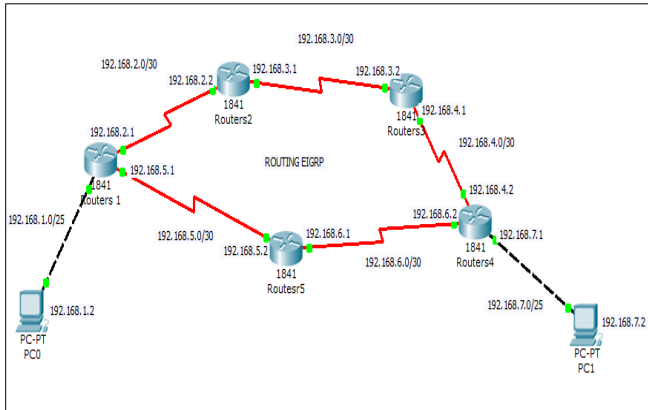 192.168.3.0/30
192.168.2.0/30
192.168.2.2
192.168.3.1
192.168.3.2
1841
Routers2
192.168.4.1
1841
Routers3
192.168.2.1
192.168.4.0/30
192.168.5.1
ROUTING EIGRP
1841
Routers 1
192.168.4.2
192.168.1.0/25
192.168.6.2
192.168.7.1
192.168.5.0/30
192.168.6.1
192.168.5.2
1841
Routers4
192.168.6.0/30
1841
Routesr5
192.168.7.0/25
192.168.1.2
192.168.7.2
PC-PT
PC0
PC-PT
PC1